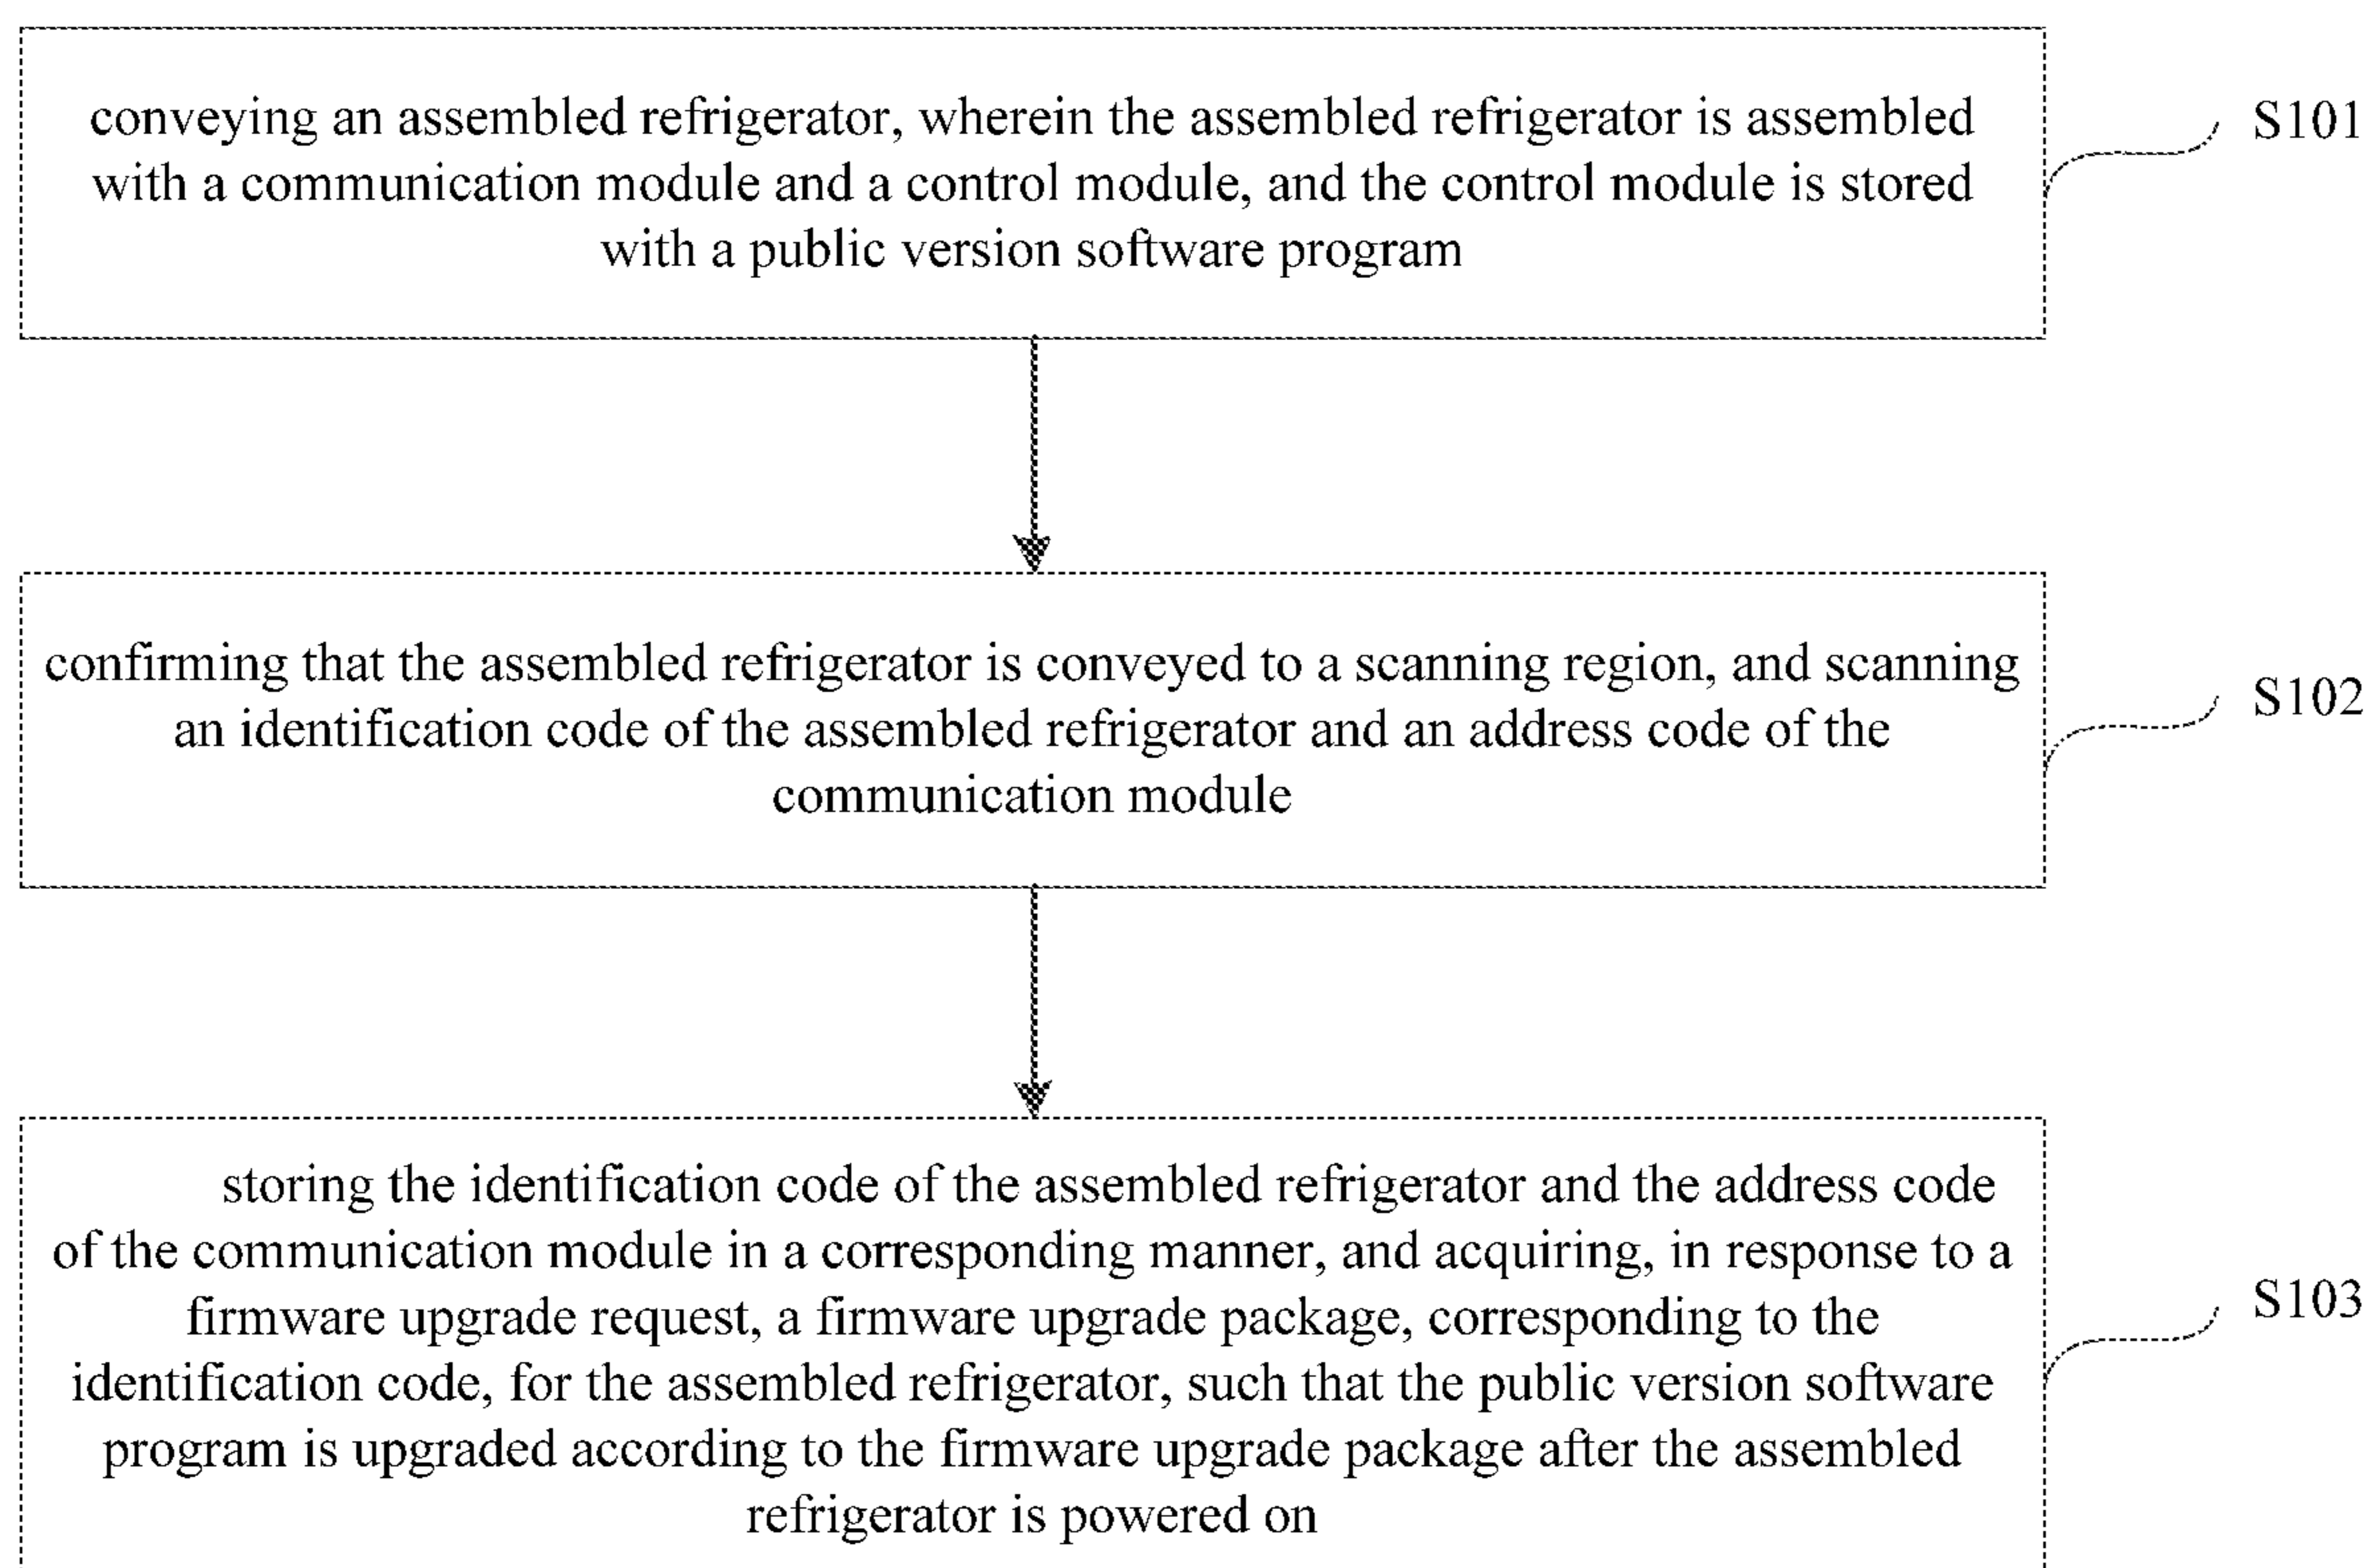 conveying an assembled refrigerator, wherein the assembled refrigerator is assembled
with a communication module and a control module, and the control module is stored
with a public version software program
S101
confirming that the assembled refrigerator is conveyed to a scanning region, and scanning
an identification code of the assembled refrigerator and an address code of the
communication module
S102
storing the identification code of the assembled refrigerator and the address code
of the communication module in a corresponding manner, and acquiring, in response to a
firmware upgrade request, a firmware upgrade package, corresponding to the
identification code, for the assembled refrigerator, such that the public version software
program is upgraded according to the firmware upgrade package after the assembled
refrigerator is powered on
S103